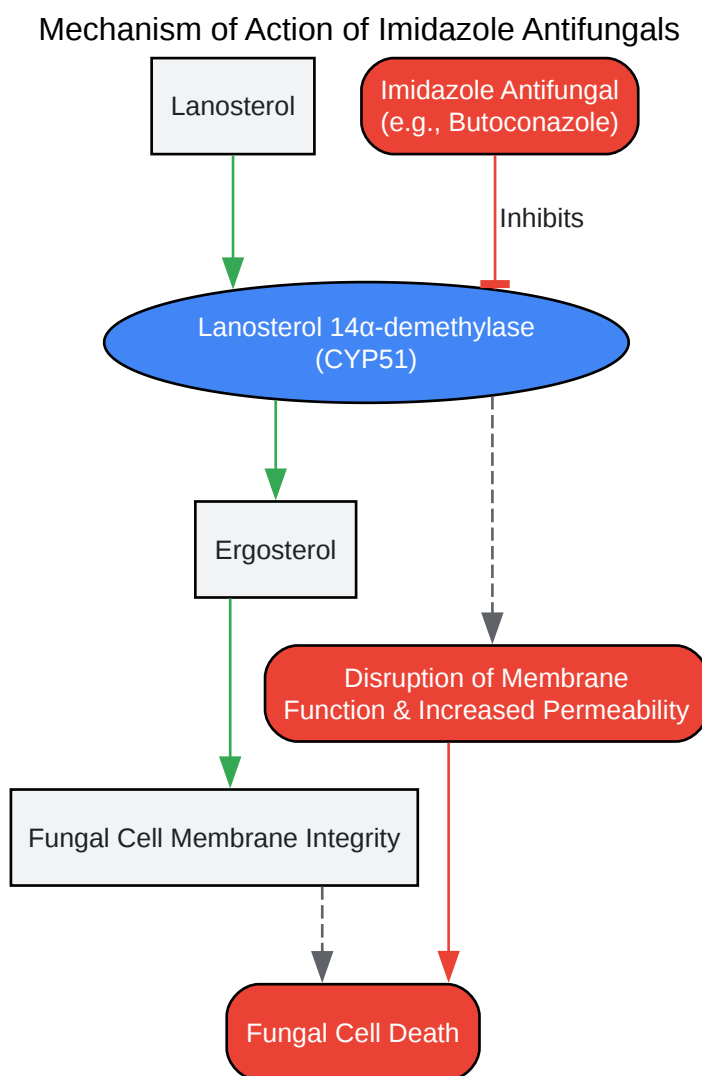 Mechanism of Action of Imidazole Antifungals
Lanosterol
Imidazole Antifungal
(e.g., Butoconazole)
Inhibits
Lanosterol 14α-demethylase
(CYP51)
Ergosterol
Disruption of Membrane
Function & Increased Permeability
Fungal Cell Membrane Integrity
Fungal Cell Death